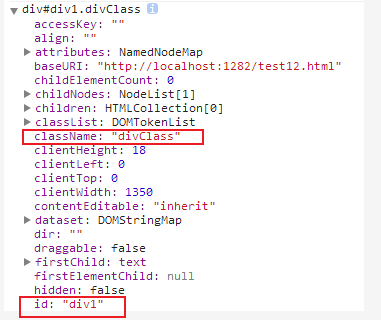 div#div1.divClass i
accessKey: ""
align: ""
attributes: NamedNodeMap
baseURI: "http://localhost:1282/test12.html"
childElementCount: 0
childNodes: NodeList[1]
children: HTMLCollection[0]
classList: DOMTokenList
className: "divClass"
clientHeight: 18
clientLeft: 0
clientTop: 0
clientWidth: 1350
contentEditable: "inherit"
dataset: DOMStringMap
dir: ""
draggable: false
firstChild: text
firstElementChild: null
hidden: false
id: "div1"